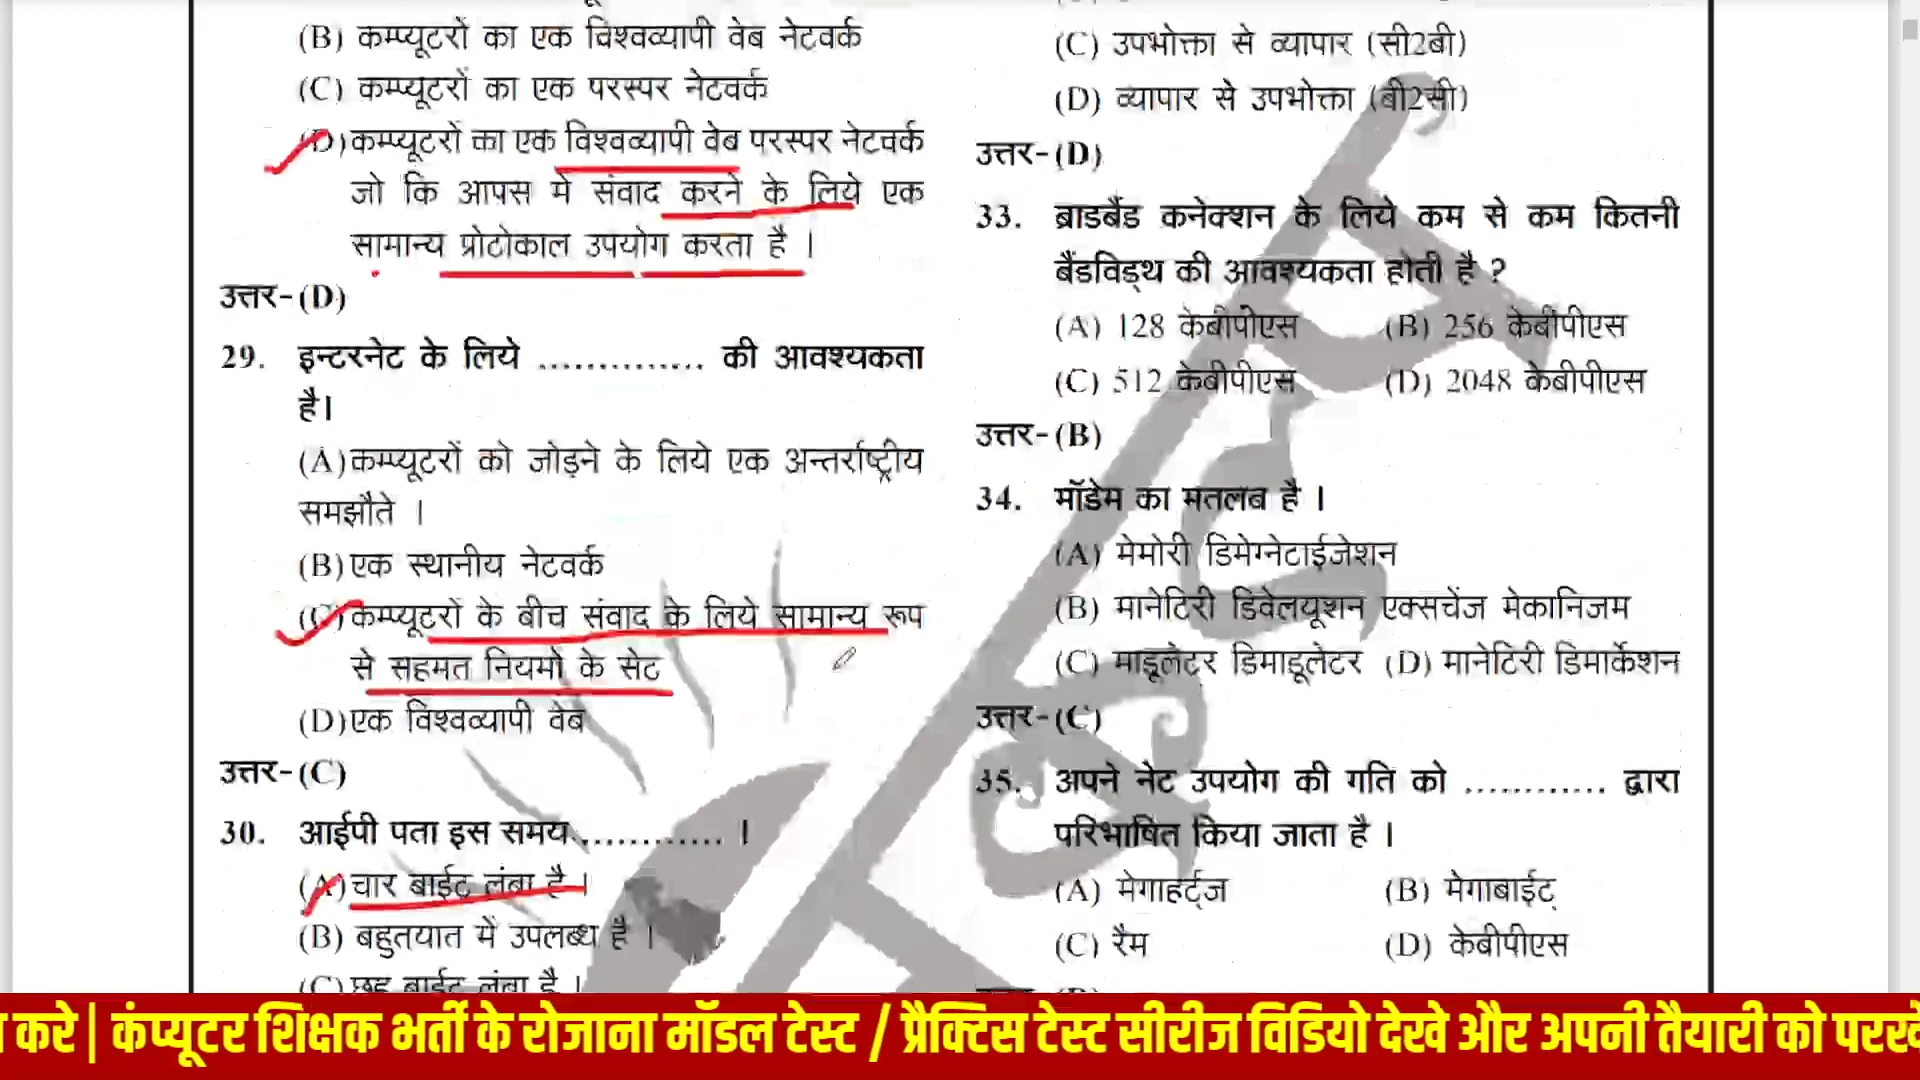 (B) कम्प्यूटरों का एक विश्वव्यापी वेब नेटवर्क
(C) कम्प्यूटरों का एक परस्पर नेटवर्क
(D) कम्प्यूटरों का एक विश्वव्यापी वेब परस्पर नेटवर्क
जो कि आपस में संवाद करने के लिये एक
सामान्य प्रोटोकाल उपयोग करता है ।
उत्तर-(D)
29. इन्टरनेट के लिये .............. की आवश्यकता
है।
(A) कम्प्यूटरों को जोड़ने के लिये एक अन्तर्राष्ट्रीय
समझौते ।
(B) एक स्थानीय नेटवर्क
(C) कम्प्यूटरों के बीच संवाद के लिये सामान्य रूप
से सहमत नियमों के सेट
(D) एक विश्वव्यापी वेब
उत्तर-(C)
30. आईपी पता इस समय............. ।
(A) चार बाईट लंबा है ।
(B) बहुतयात में उपलब्ध है ।
(C) छह बाईट लंबा है ।
(C) उपभोक्ता से व्यापार (सी2बी)
(D) व्यापार से उपभोक्ता (बी2सी)
उत्तर-(D)
33. ब्राडबैंड कनेक्शन के लिये कम से कम कितनी
बैंडविड्थ की आवश्यकता होती है ?
(A) 128 केबीपीएस (B) 256 केबीपीएस
(C) 512 केबीपीएस (D) 2048 केबीपीएस
उत्तर-(B)
34. मॉडेम का मतलब है ।
(A) मेमोरी डिमेग्नेटाईजेशन
(B) मानेटिरी डिवेलयूशन एक्सचेंज मेकानिजम
(C) माडूलेट्र डिमाडूलेटर (D) मानेटिरी डिमार्केशन
उत्तर-(C)
35. अपने नेट उपयोग की गति को ............ द्वारा
परिभाषित किया जाता है ।
(A) मेगाहर्ट्ज (B) मेगाबाईट्
(C) रैम (D) केबीपीएस
करे | कंप्यूटर शिक्षक भर्ती के रोजाना मॉडल टेस्ट / प्रैक्टिस टेस्ट सीरीज विडियो देखे और अपनी तैयारी को परखे